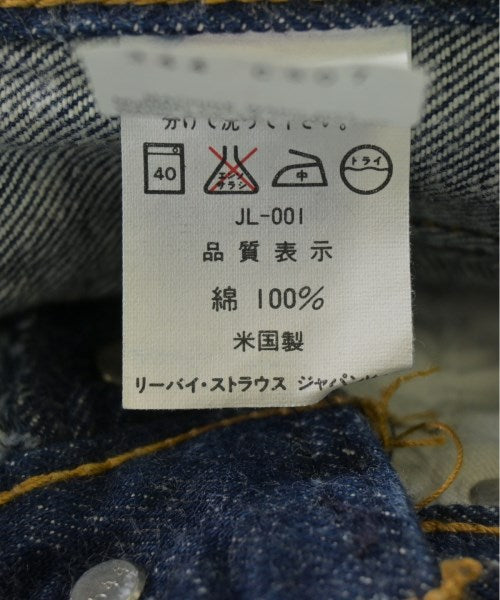 分けて洗って下さい。
40 エンソ サラシ 中 ドライ
JL-001
品質表示
綿 100%
米国製
リーバイ・ストラウス ジャパン